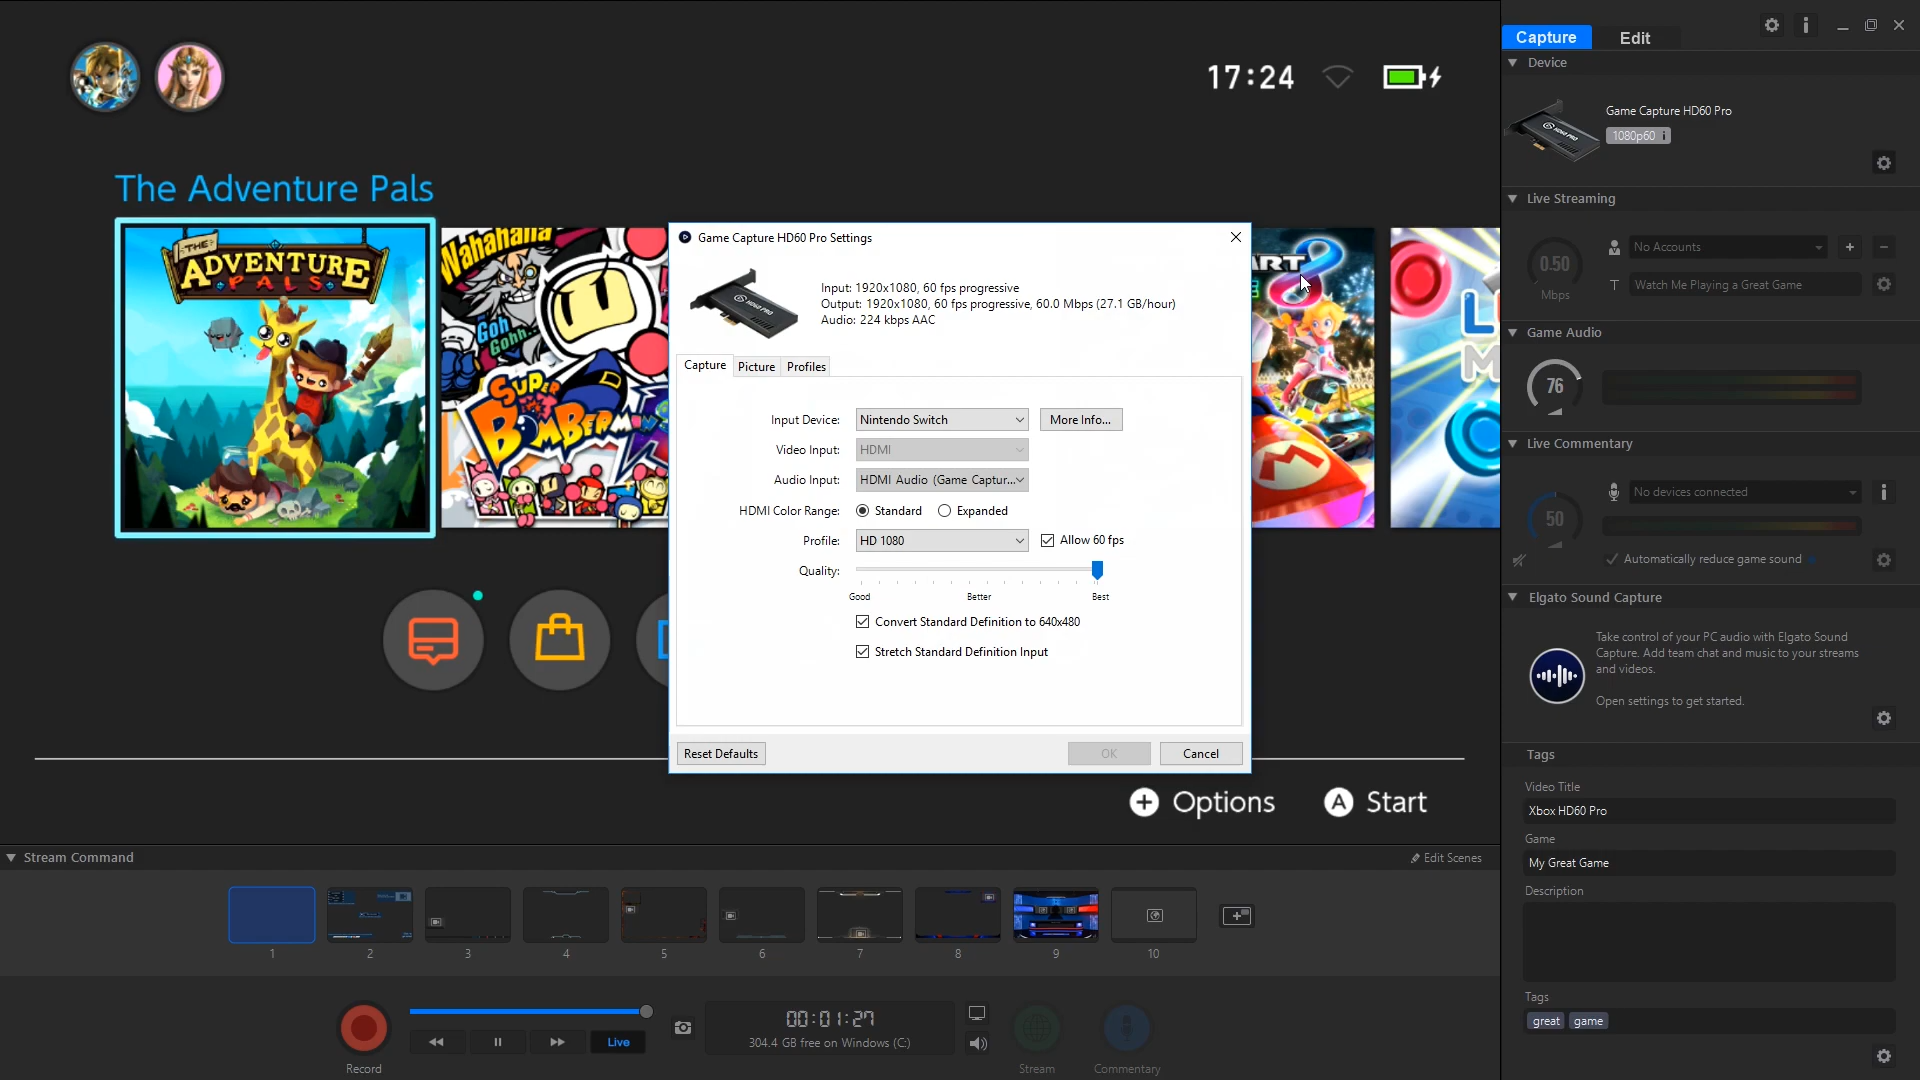 17:24
The Adventure Pals
THE
ADVENTURE
PALS
Wahahaha
Goh
Gohh...
SUPER
BOMBERMAN
ART
8
L
M
Game Capture HD60 Pro Settings
HD60 PRO
Input: 1920x1080, 60 fps progressive
Output: 1920x1080, 60 fps progressive, 60.0 Mbps (27.1 GB/hour)
Audio: 224 kbps AAC
Capture Picture Profiles
Input Device: Nintendo Switch More Info...
Video Input: HDMI
Audio Input: HDMI Audio (Game Captur...
HDMI Color Range: Standard Expanded
Profile: HD 1080 Allow 60 fps
Quality:
Good Better Best
Convert Standard Definition to 640x480
Stretch Standard Definition Input
Reset Defaults OK Cancel
+ Options A Start
Stream Command Edit Scenes
1 2 3 4 5 6 7 8 9 10
Record
Live
00:01:27
304.4 GB free on Windows (C:)
Stream
Commentary
Capture Edit
Device
HD60 PRO
Game Capture HD60 Pro
1080p60 i
Live Streaming
0.50
Mbps
No Accounts + −
T Watch Me Playing a Great Game
Game Audio
76
Live Commentary
50
No devices connected
Automatically reduce game sound
Elgato Sound Capture
Take control of your PC audio with Elgato Sound
Capture. Add team chat and music to your streams
and videos.
Open settings to get started.
Tags
Video Title
Xbox HD60 Pro
Game
My Great Game
Description
Tags
great game